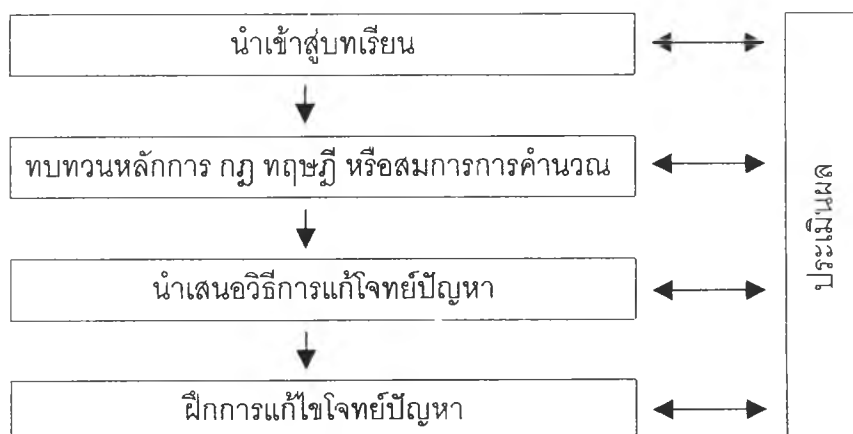 นำเข้าสู่บทเรียน
ทบทวนหลักการ กฎ ทฤษฎี หรือสมการการคำนวณ
นำเสนอวิธีการแก้โจทย์ปัญหา
ฝึกการแก้ไขโจทย์ปัญหา
ประเมินผล